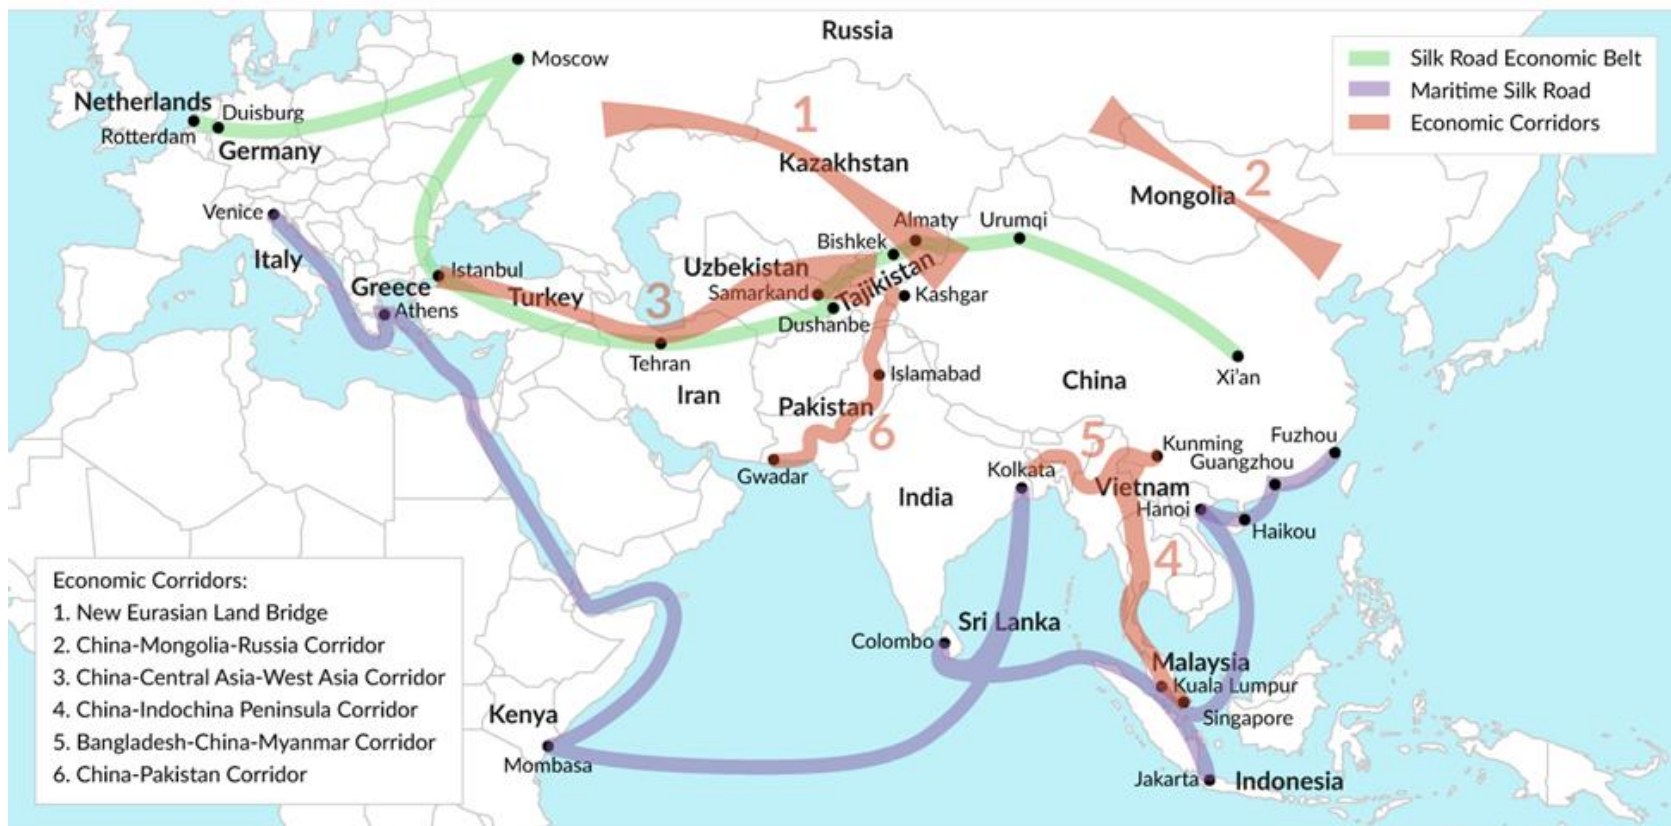 Russia
Moscow
Silk Road Economic Belt
Maritime Silk Road
Economic Corridors
Netherlands
Duisburg
Rotterdam
Germany
1
Kazakhstan
2
Mongolia
Venice
Almaty
Urumqi
Bishkek
Italy
Istanbul
Uzbekistan
Tajikistan
Greece
Turkey
3
Samarkand
Kashgar
Athens
Dushanbe
Tehran
Islamabad
China
Xi'an
Iran
Pakistan
6
5
Kunming
Fuzhou
Guangzhou
Gwadar
Kolkata
India
Vietnam
Hanoi
Haikou
4
Economic Corridors:
1. New Eurasian Land Bridge
2. China-Mongolia-Russia Corridor
3. China-Central Asia-West Asia Corridor
4. China-Indochina Peninsula Corridor
5. Bangladesh-China-Myanmar Corridor
6. China-Pakistan Corridor
Sri Lanka
Colombo
Malaysia
Kuala Lumpur
Singapore
Kenya
Mombasa
Jakarta
Indonesia